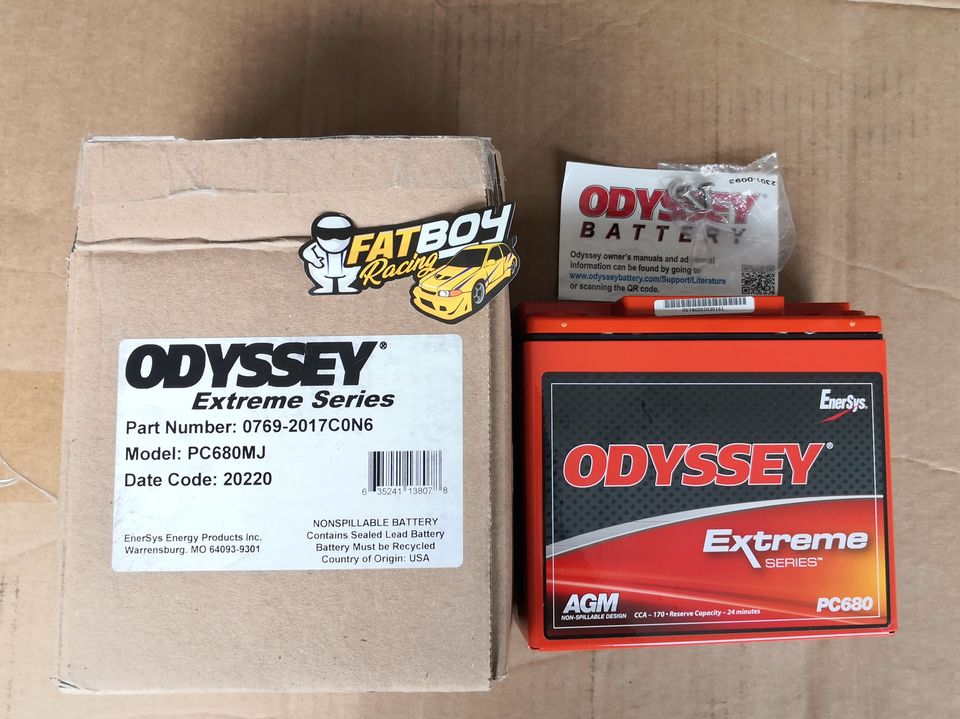 FATBOY
Racing
ODYSSEY®
Extreme Series
Part Number: 0769-2017C0N6
Model: PC680MJ
Date Code: 20220
6 35241 13807 8
EnerSys Energy Products Inc.
Warrensburg. MO 64093-9301
NONSPILLABLE BATTERY
Contains Sealed Lead Battery
Battery Must be Recycled
Country of Origin: USA
ODYSSEY®
BATTERY
Odyssey owner's manuals and
information can be found by going to
www.odysseybattery.com/Support/Literature
or scanning the QR code.
EnerSys.
ODYSSEY®
Extreme
SERIES™
AGM
NON-SPILLABLE DESIGN
CCA – 170 • Reserve Capacity – 24 minutes
PC680